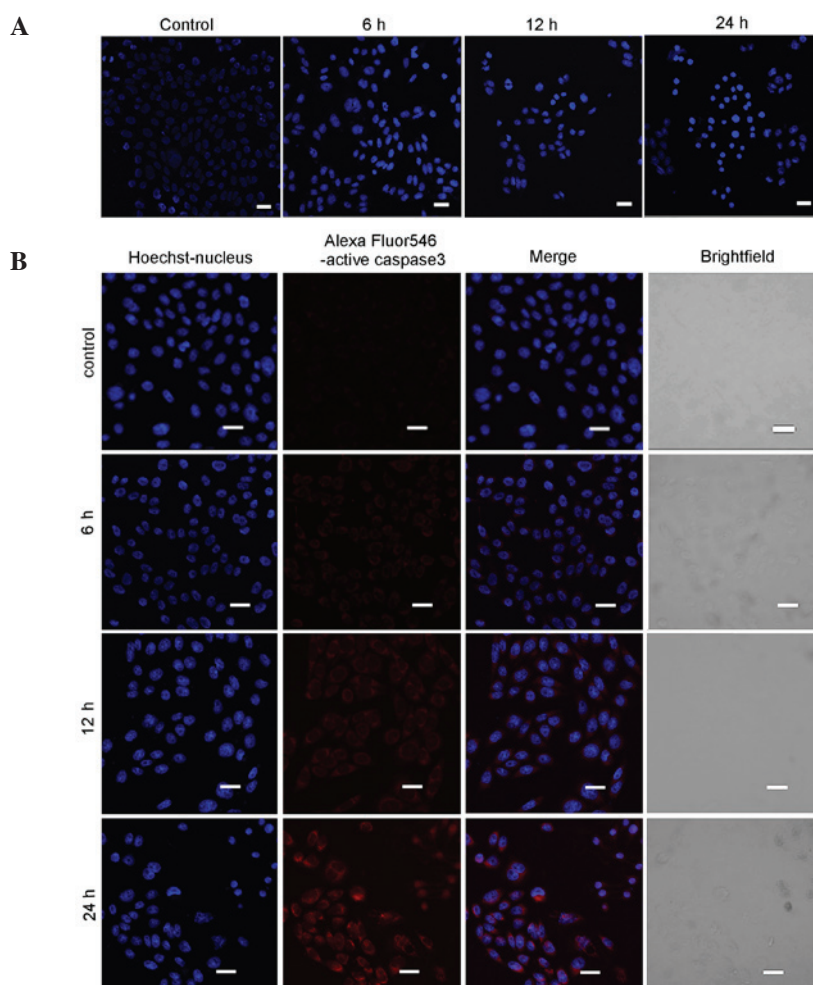 A
Control 6 h 12 h 24 h
B
Hoechst-nucleus Alexa Fluor546 -active caspase3 Merge Brightfield
control
6 h
12 h
24 h